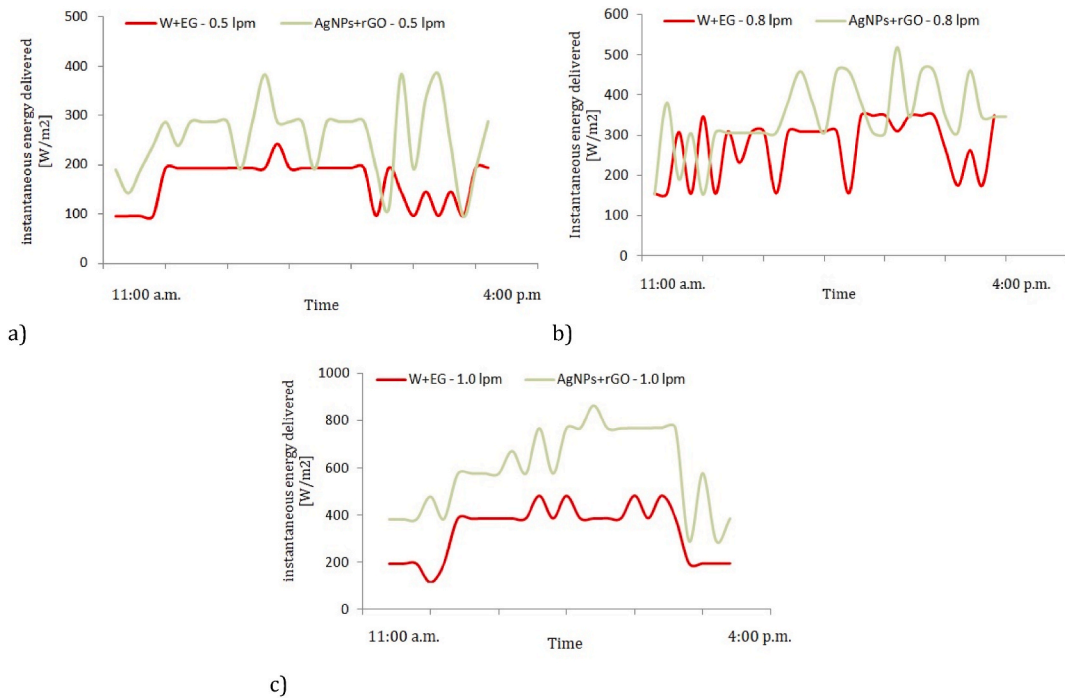 W+EG - 0.5 lpm AgNPs+rGO - 0.5 lpm
500
400
300
200
100
0
instantaneous energy delivered
[W/m2]
11:00 a.m. 4:00 p.m
Time
a)
W+EG - 0.8 lpm AgNPs+rGO - 0.8 lpm
600
500
400
300
200
100
0
Instantaneous energy delivered
[W/m2]
11:00 a.m. 4:00 p.m.
Time
b)
W+EG - 1.0 lpm AgNPs+rGO - 1.0 lpm
1000
800
600
400
200
0
instantaneous energy delivered
[W/m2]
11:00 a.m. 4:00 p.m.
Time
c)